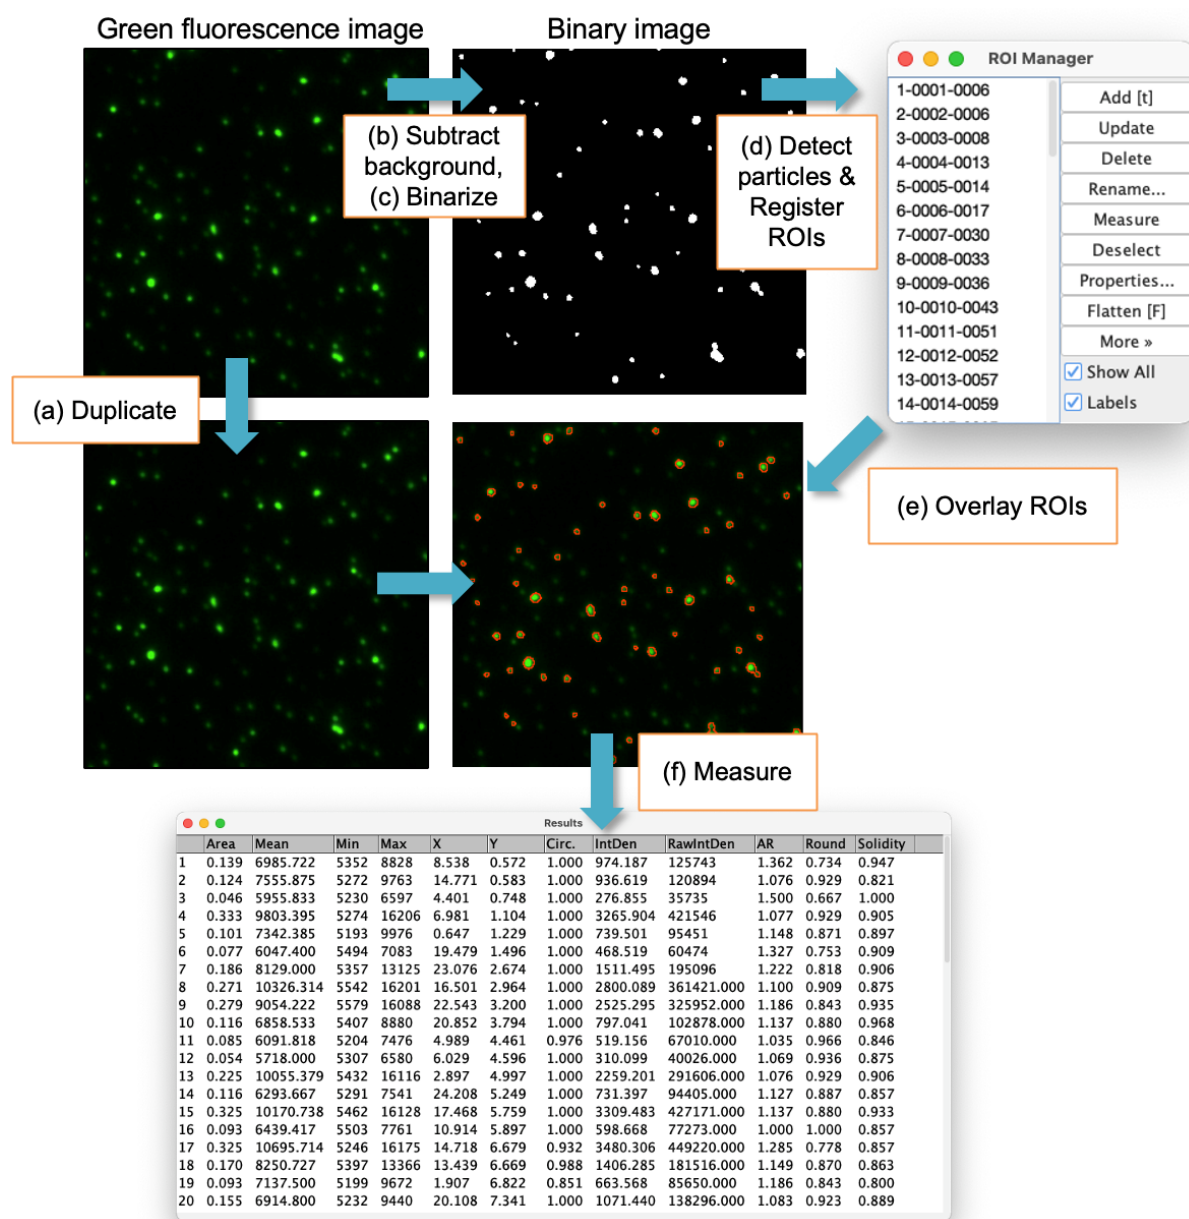 Green fluorescence image
Binary image
(b) Subtract
background,
(c) Binarize
(d) Detect
particles &
Register
ROIs
ROI Manager
1-0001-0006
2-0002-0006
3-0003-0008
4-0004-0013
5-0005-0014
6-0006-0017
7-0007-0030
8-0008-0033
9-0009-0036
10-0010-0043
11-0011-0051
12-0012-0052
13-0013-0057
14-0014-0059
Add [t]
Update
Delete
Rename...
Measure
Deselect
Properties...
Flatten [F]
More »
Show All
Labels
(a) Duplicate
(e) Overlay ROIs
(f) Measure
Results
Area Mean Min Max X Y Circ. IntDen RawIntDen AR Round Solidity
1 0.139 6985.722 5352 8828 8.538 0.572 1.000 974.187 125743 1.362 0.734 0.947
2 0.124 7555.875 5272 9763 14.771 0.583 1.000 936.619 120894 1.076 0.929 0.821
3 0.046 5955.833 5230 6597 4.401 0.748 1.000 276.855 35735 1.500 0.667 1.000
4 0.333 9803.395 5274 16206 6.981 1.104 1.000 3265.904 421546 1.077 0.929 0.905
5 0.101 7342.385 5193 9976 0.647 1.229 1.000 739.501 95451 1.148 0.871 0.897
6 0.077 6047.400 5494 7083 19.479 1.496 1.000 468.519 60474 1.327 0.753 0.909
7 0.186 8129.000 5357 13125 23.076 2.674 1.000 1511.495 195096 1.222 0.818 0.906
8 0.271 10326.314 5542 16201 16.501 2.964 1.000 2800.089 361421.000 1.100 0.909 0.875
9 0.279 9054.222 5579 16088 22.543 3.200 1.000 2525.295 325952.000 1.186 0.843 0.935
10 0.116 6858.533 5407 8880 20.852 3.794 1.000 797.041 102878.000 1.137 0.880 0.968
11 0.085 6091.818 5204 7476 4.989 4.461 0.976 519.156 67010.000 1.035 0.966 0.846
12 0.054 5718.000 5307 6580 6.029 4.596 1.000 310.099 40026.000 1.069 0.936 0.875
13 0.225 10055.379 5432 16116 2.897 4.997 1.000 2259.201 291606.000 1.076 0.929 0.906
14 0.116 6293.667 5291 7541 24.208 5.249 1.000 731.397 94405.000 1.127 0.887 0.857
15 0.325 10170.738 5462 16128 17.468 5.759 1.000 3309.483 427171.000 1.137 0.880 0.933
16 0.093 6439.417 5503 7761 10.914 5.897 1.000 598.668 77273.000 1.000 1.000 0.857
17 0.325 10695.714 5246 16175 14.718 6.679 0.932 3480.306 449220.000 1.285 0.778 0.857
18 0.170 8250.727 5397 13366 13.439 6.669 0.988 1406.285 181516.000 1.149 0.870 0.863
19 0.093 7137.500 5199 9672 1.907 6.822 0.851 663.568 85650.000 1.186 0.843 0.800
20 0.155 6914.800 5232 9440 20.108 7.341 1.000 1071.440 138296.000 1.083 0.923 0.889